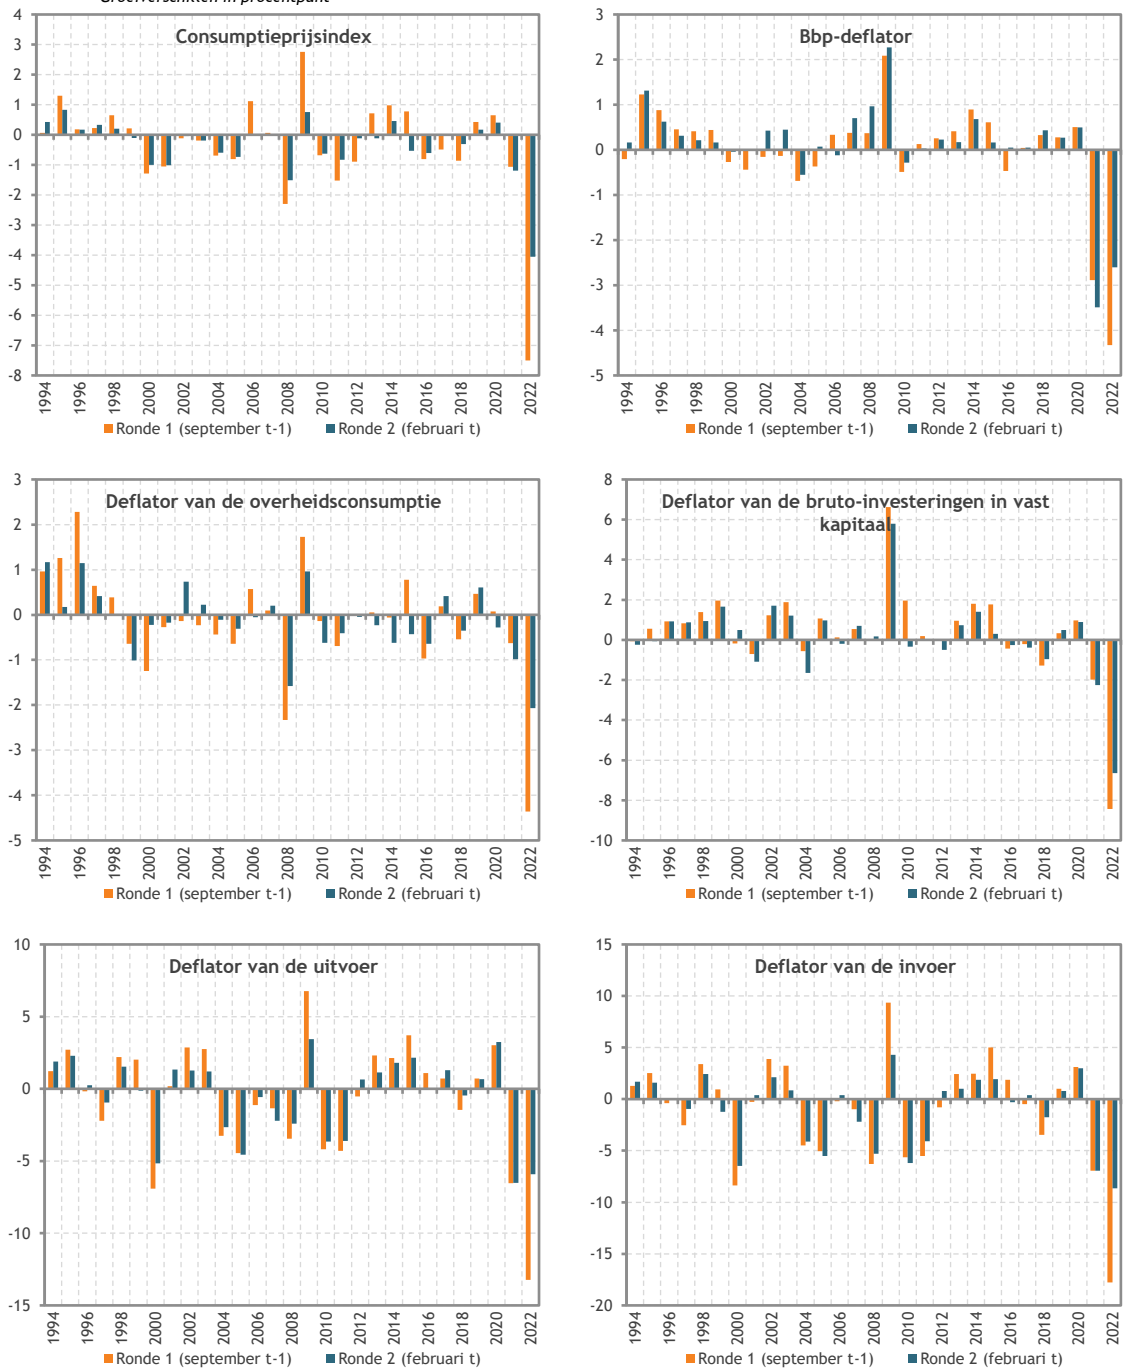 Groeiverschillen in procentpunt
Consumptieprijsindex
4
3
2
1
0
-1
-2
-3
-4
-5
-6
-7
-8
1994 1996 1998 2000 2002 2004 2006 2008 2010 2012 2014 2016 2018 2020 2022
Ronde 1 (september t-1) Ronde 2 (februari t)
Bbp-deflator
3
2
1
0
-1
-2
-3
-4
-5
1994 1996 1998 2000 2002 2004 2006 2008 2010 2012 2014 2016 2018 2020 2022
Ronde 1 (september t-1) Ronde 2 (februari t)
Deflator van de overheidsconsumptie
3
2
1
0
-1
-2
-3
-4
-5
1994 1996 1998 2000 2002 2004 2006 2008 2010 2012 2014 2016 2018 2020 2022
Ronde 1 (september t-1) Ronde 2 (februari t)
Deflator van de bruto-investeringen in vast
kapitaal
8
6
4
2
0
-2
-4
-6
-8
-10
1994 1996 1998 2000 2002 2004 2006 2008 2010 2012 2014 2016 2018 2020 2022
Ronde 1 (september t-1) Ronde 2 (februari t)
Deflator van de uitvoer
10
5
0
-5
-10
-15
1994 1996 1998 2000 2002 2004 2006 2008 2010 2012 2014 2016 2018 2020 2022
Ronde 1 (september t-1) Ronde 2 (februari t)
Deflator van de invoer
15
10
5
0
-5
-10
-15
-20
1994 1996 1998 2000 2002 2004 2006 2008 2010 2012 2014 2016 2018 2020 2022
Ronde 1 (september t-1) Ronde 2 (februari t)